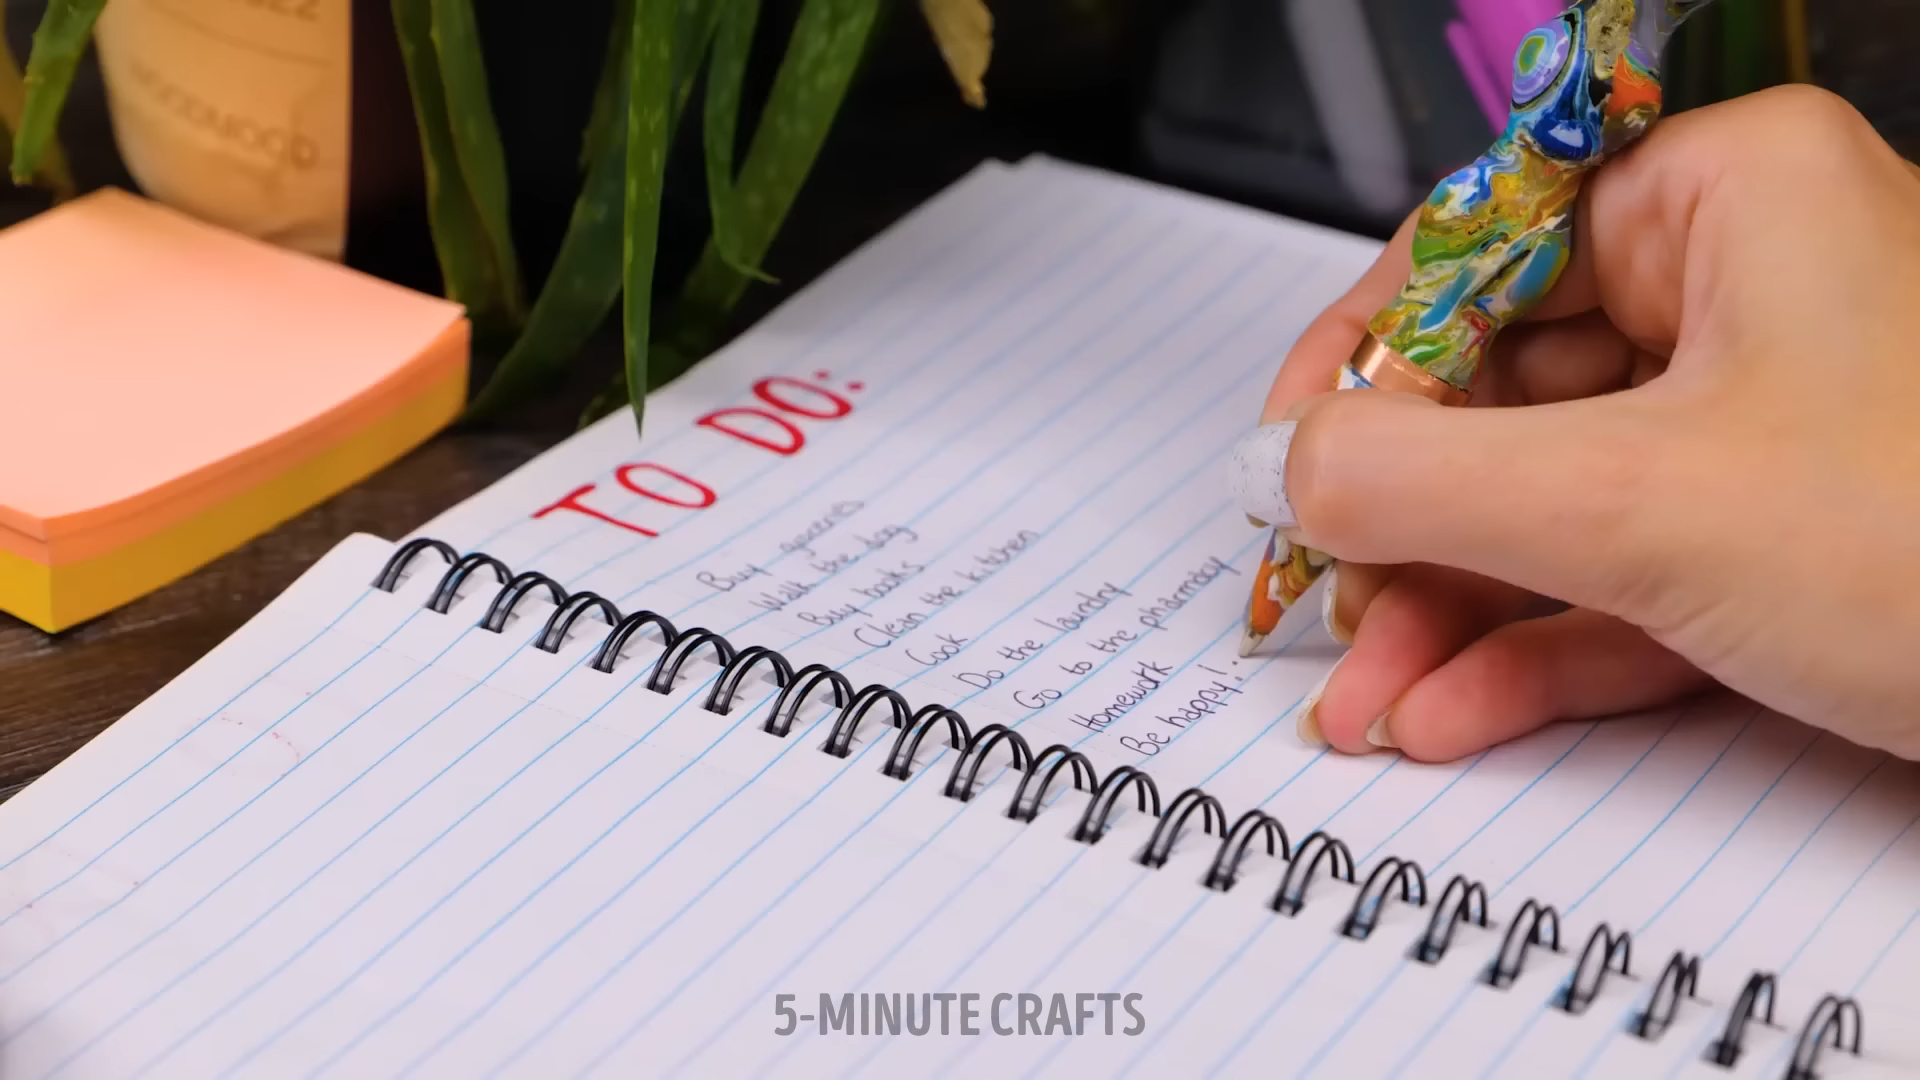 TO DO:
Buy groceries
Walk the dog
Buy books
Clean the kitchen
Cook
Do the laundry
Go to the pharmacy
Homework
Be happy!
5-MINUTE CRAFTS